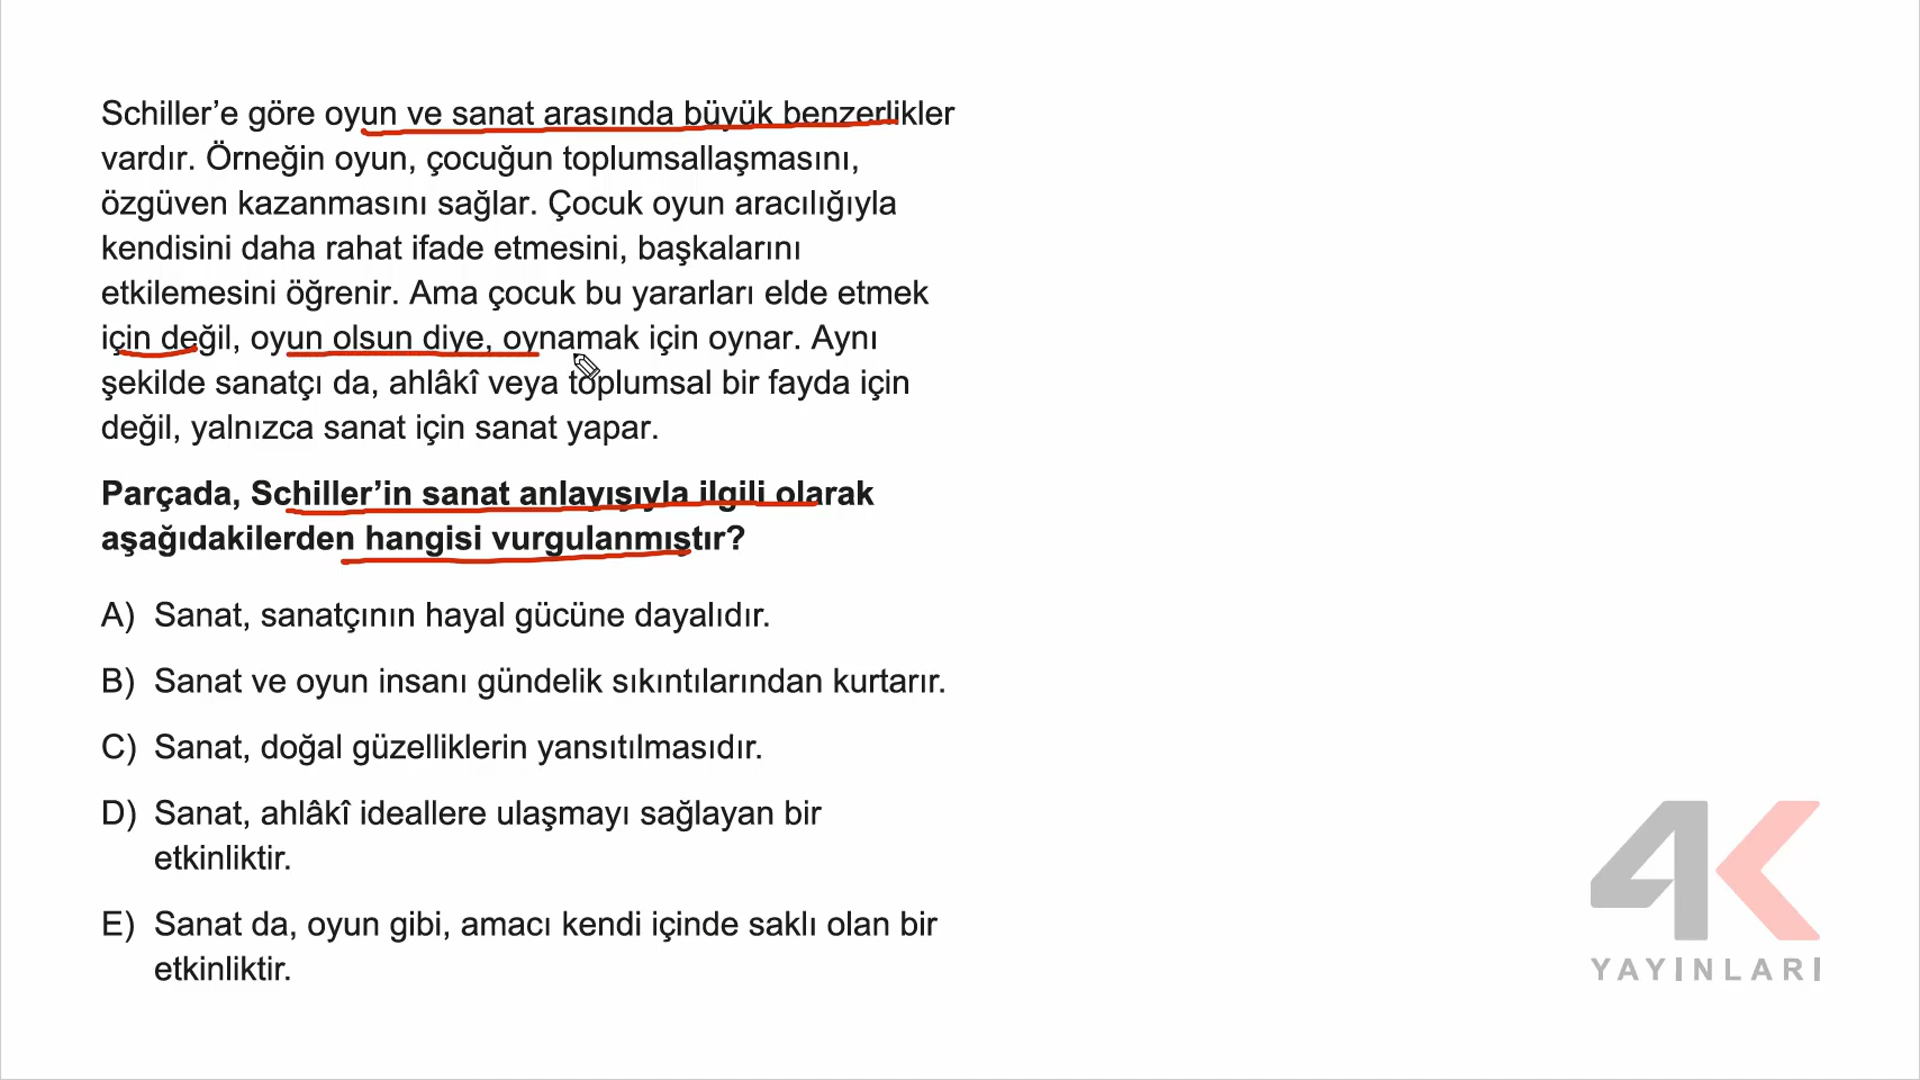 Schiller’e göre oyun ve sanat arasında büyük benzerlikler
vardır. Örneğin oyun, çocuğun toplumsallaşmasını,
özgüven kazanmasını sağlar. Çocuk oyun aracılığıyla
kendisini daha rahat ifade etmesini, başkalarını
etkilemesini öğrenir. Ama çocuk bu yararları elde etmek
için değil, oyun olsun diye, oynamak için oynar. Aynı
şekilde sanatçı da, ahlâkî veya toplumsal bir fayda için
değil, yalnızca sanat için sanat yapar.
Parçada, Schiller’in sanat anlayışıyla ilgili olarak
aşağıdakilerden hangisi vurgulanmıştır?
A) Sanat, sanatçının hayal gücüne dayalıdır.
B) Sanat ve oyun insanı gündelik sıkıntılarından kurtarır.
C) Sanat, doğal güzelliklerin yansıtılmasıdır.
D) Sanat, ahlâkî ideallere ulaşmayı sağlayan bir
etkinliktir.
E) Sanat da, oyun gibi, amacı kendi içinde saklı olan bir
etkinliktir.
4K
YAYINLARI